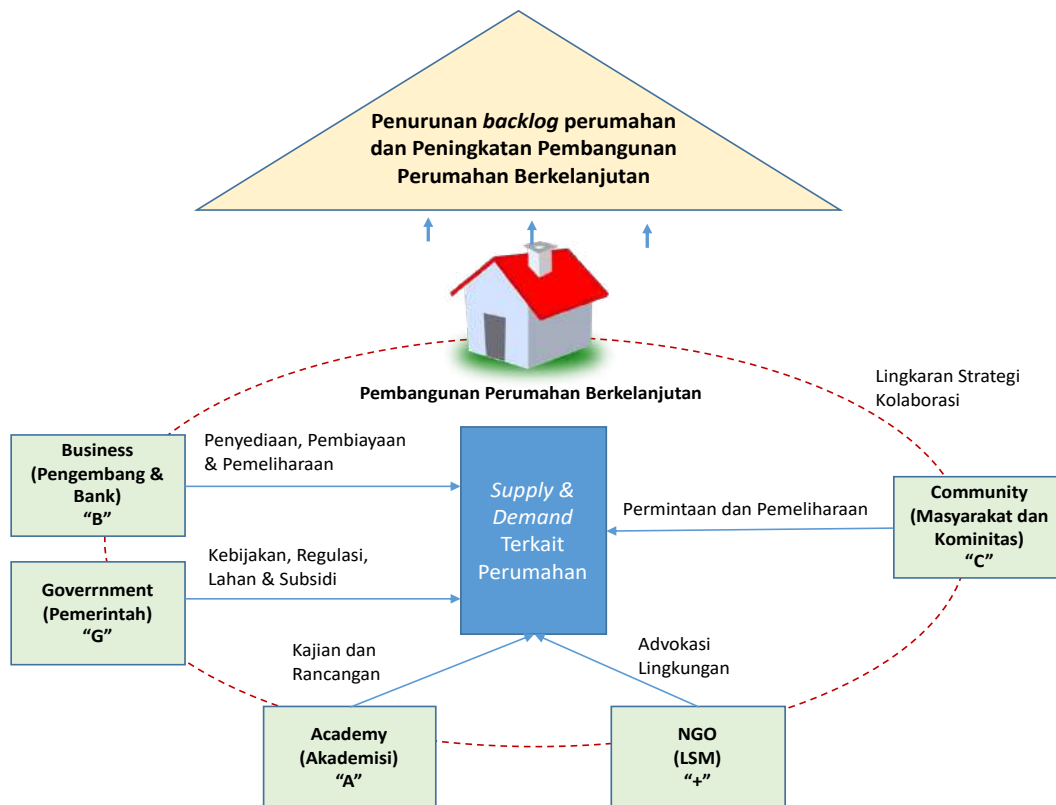 Penurunan backlog perumahan
dan Peningkatan Pembangunan
Perumahan Berkelanjutan
Pembangunan Perumahan Berkelanjutan
Lingkaran Strategi
Kolaborasi
Business
(Pengembang &
Bank)
“B”
Penyediaan, Pembiayaan
& Pemeliharaan
Supply &
Demand
Terkait
Perumahan
Permintaan dan Pemeliharaan
Community
(Masyarakat dan
Kominitas)
“C”
Goverrnment
(Pemerintah)
“G”
Kebijakan, Regulasi,
Lahan & Subsidi
Kajian dan
Rancangan
Advokasi
Lingkungan
Academy
(Akademisi)
“A”
NGO
(LSM)
“+”